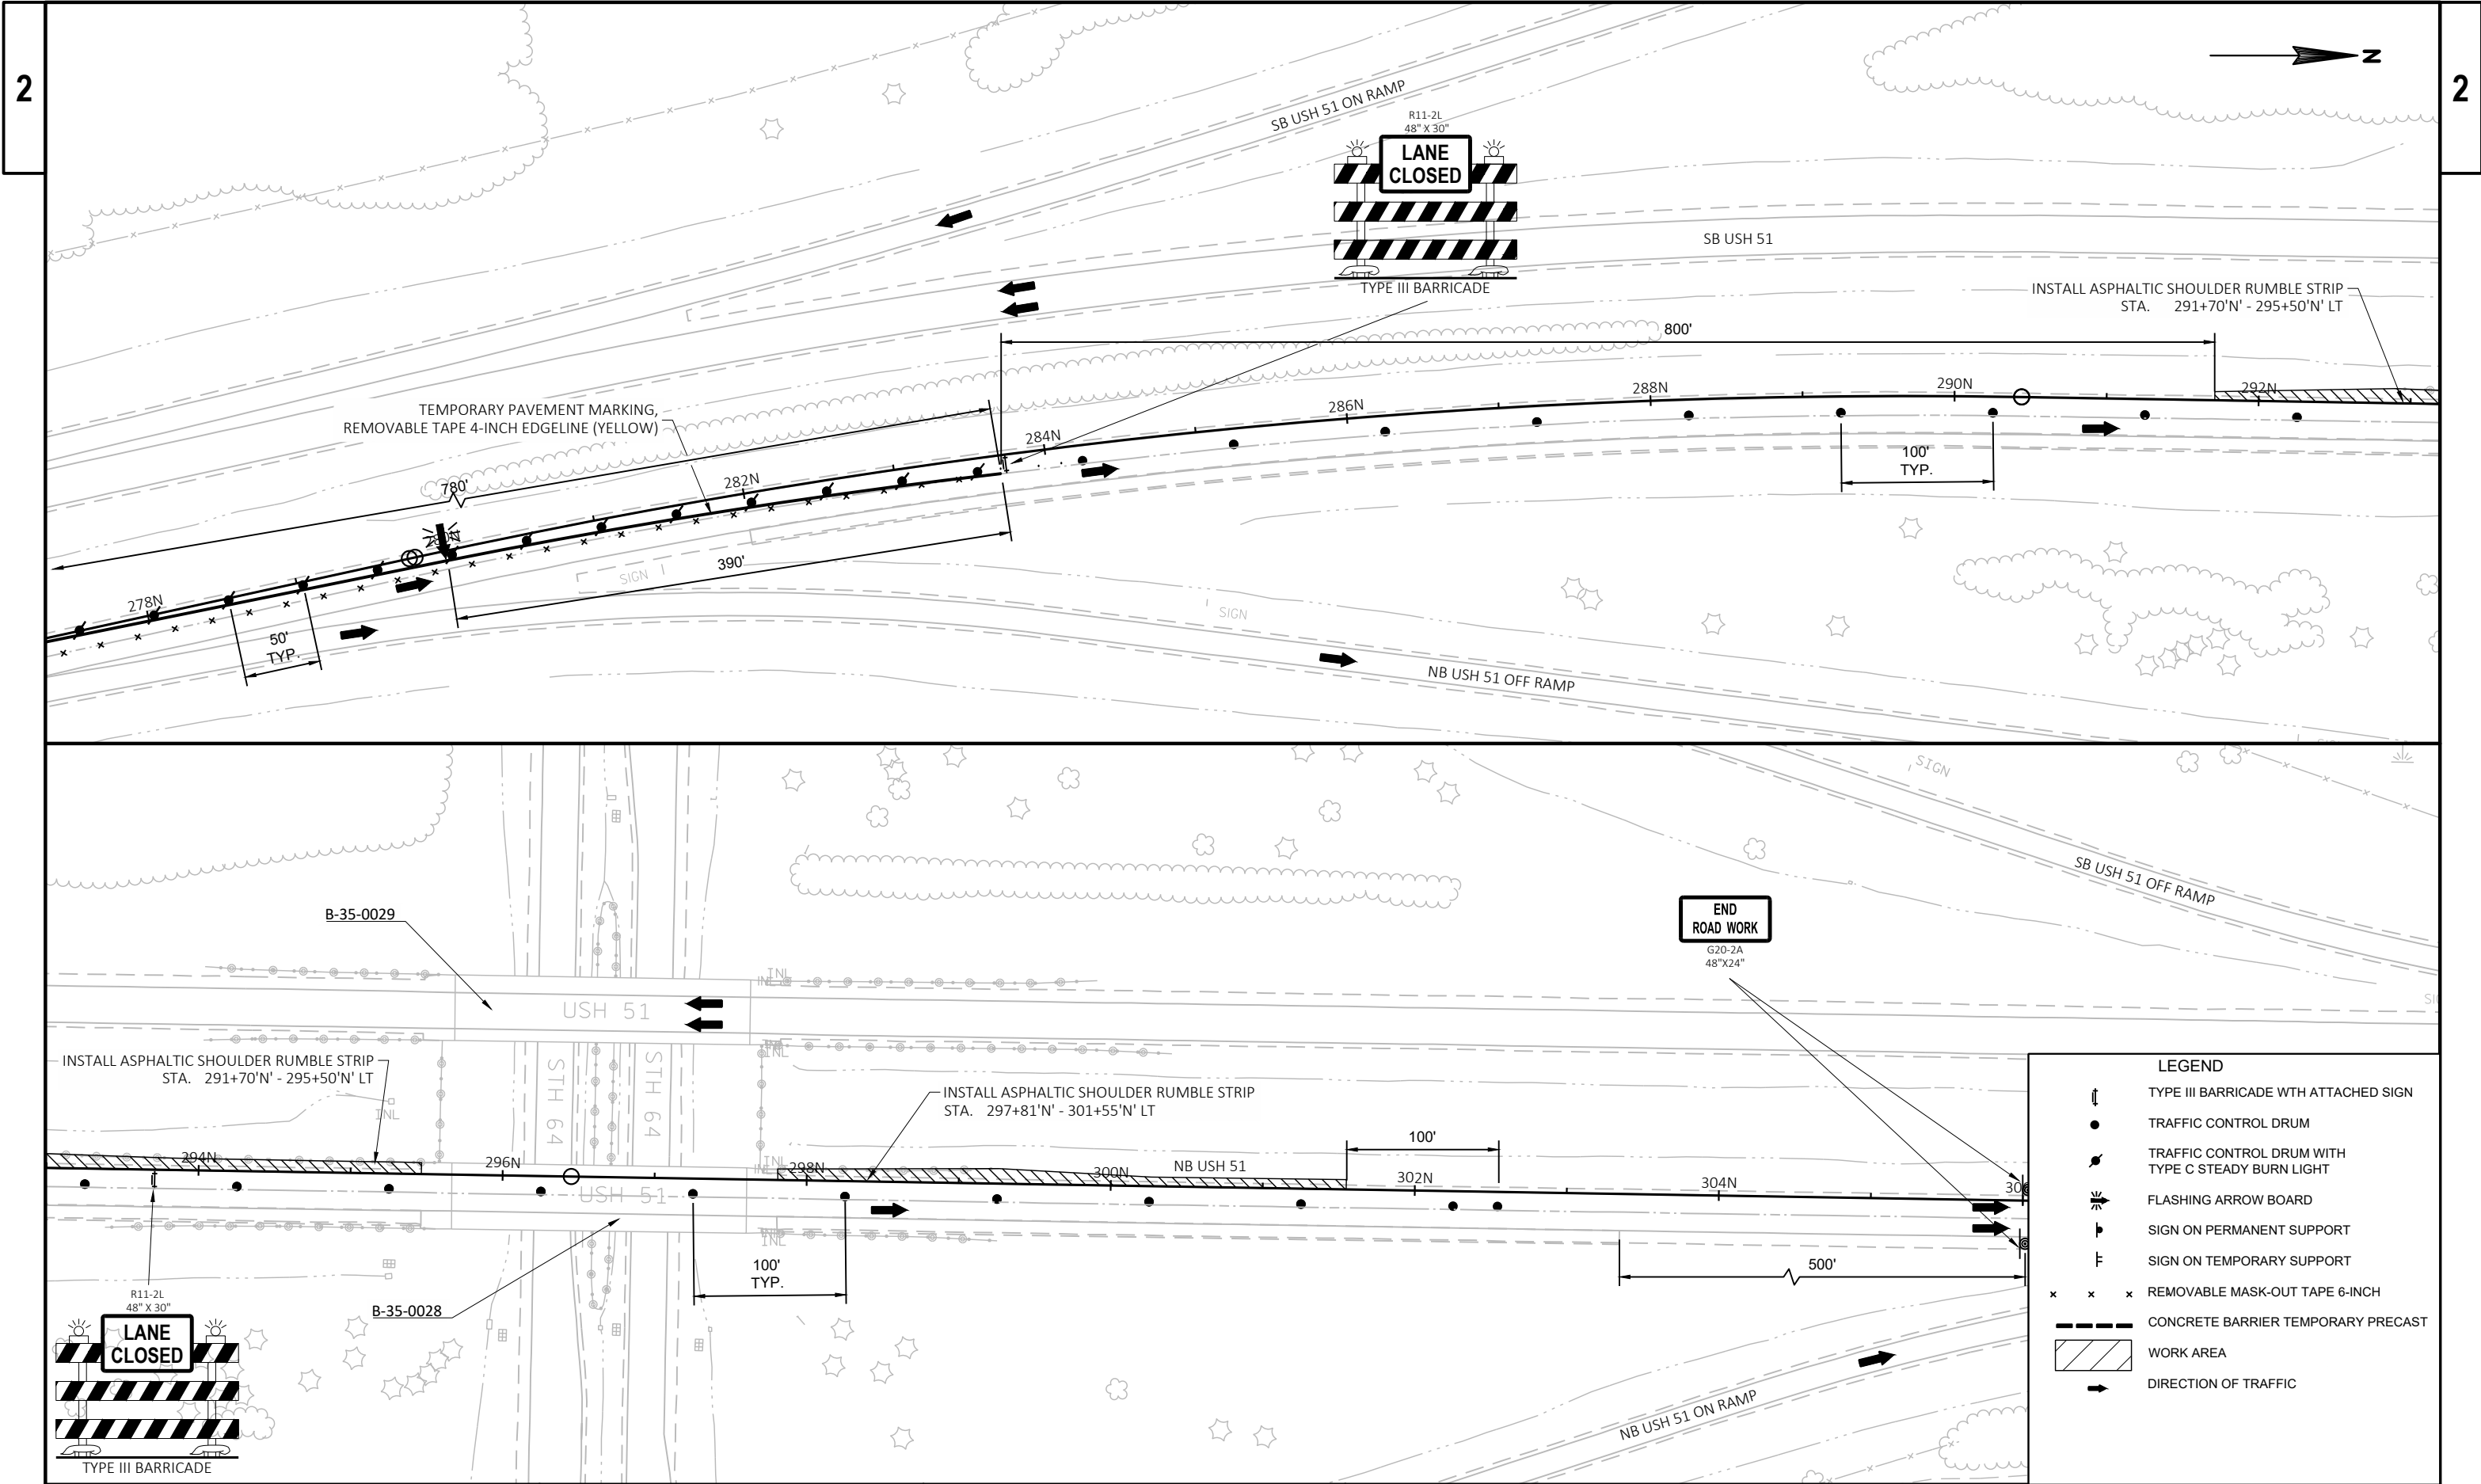 2
2
N
SB USH 51 ON RAMP
R11-2L
48" X 30"
LANE
CLOSED
TYPE III BARRICADE
SB USH 51
INSTALL ASPHALTIC SHOULDER RUMBLE STRIP
STA. 291+70'N' - 295+50'N' LT
800'
TEMPORARY PAVEMENT MARKING,
REMOVABLE TAPE 4-INCH EDGELINE (YELLOW)
780'
278N
282N
284N
286N
288N
290N
292N
50'
TYP.
390'
100'
TYP.
SIGN
SIGN
NB USH 51 OFF RAMP
SIGN
SB USH 51 OFF RAMP
B-35-0029
END
ROAD WORK
G20-2A
48"X24"
INL
INL
USH 51
INL
INL
STH 64
STH 64
INSTALL ASPHALTIC SHOULDER RUMBLE STRIP
STA. 291+70'N' - 295+50'N' LT
INL
INSTALL ASPHALTIC SHOULDER RUMBLE STRIP
STA. 297+81'N' - 301+55'N' LT
100'
294N
296N
INL
INL
298N
300N
NB USH 51
302N
304N
USH 51
INL
INL
100'
TYP.
500'
B-35-0028
R11-2L
48" X 30"
LANE
CLOSED
TYPE III BARRICADE
NB USH 51 ON RAMP
LEGEND
TYPE III BARRICADE WTH ATTACHED SIGN
TRAFFIC CONTROL DRUM
TRAFFIC CONTROL DRUM WITH
TYPE C STEADY BURN LIGHT
FLASHING ARROW BOARD
SIGN ON PERMANENT SUPPORT
SIGN ON TEMPORARY SUPPORT
REMOVABLE MASK-OUT TAPE 6-INCH
CONCRETE BARRIER TEMPORARY PRECAST
WORK AREA
DIRECTION OF TRAFFIC